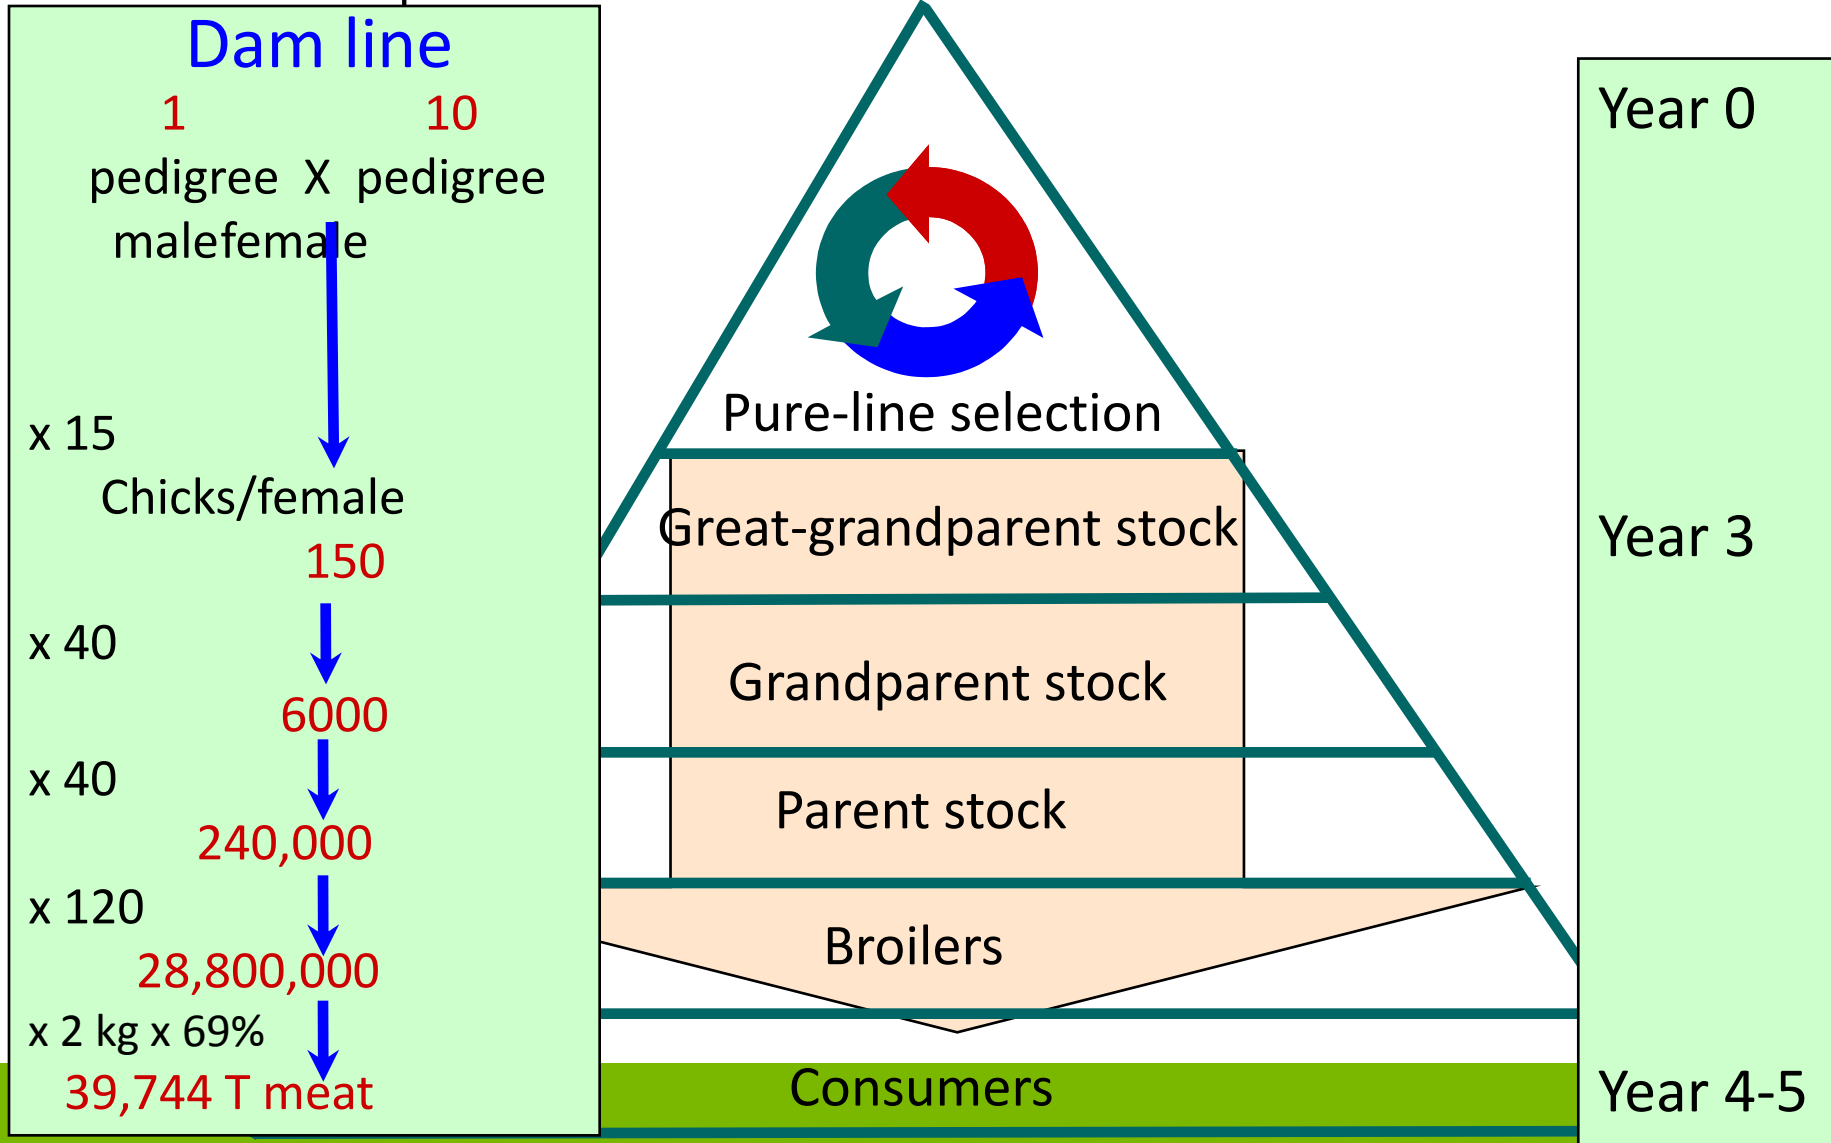 Dam line
1 10
pedigree X pedigree
malefemale
x 15
Chicks/female
150
x 40
6000
x 40
240,000
x 120
28,800,000
x 2 kg x 69%
39,744 T meat
Pure-line selection
Great-grandparent stock
Grandparent stock
Parent stock
Broilers
Consumers
Year 0
Year 3
Year 4-5